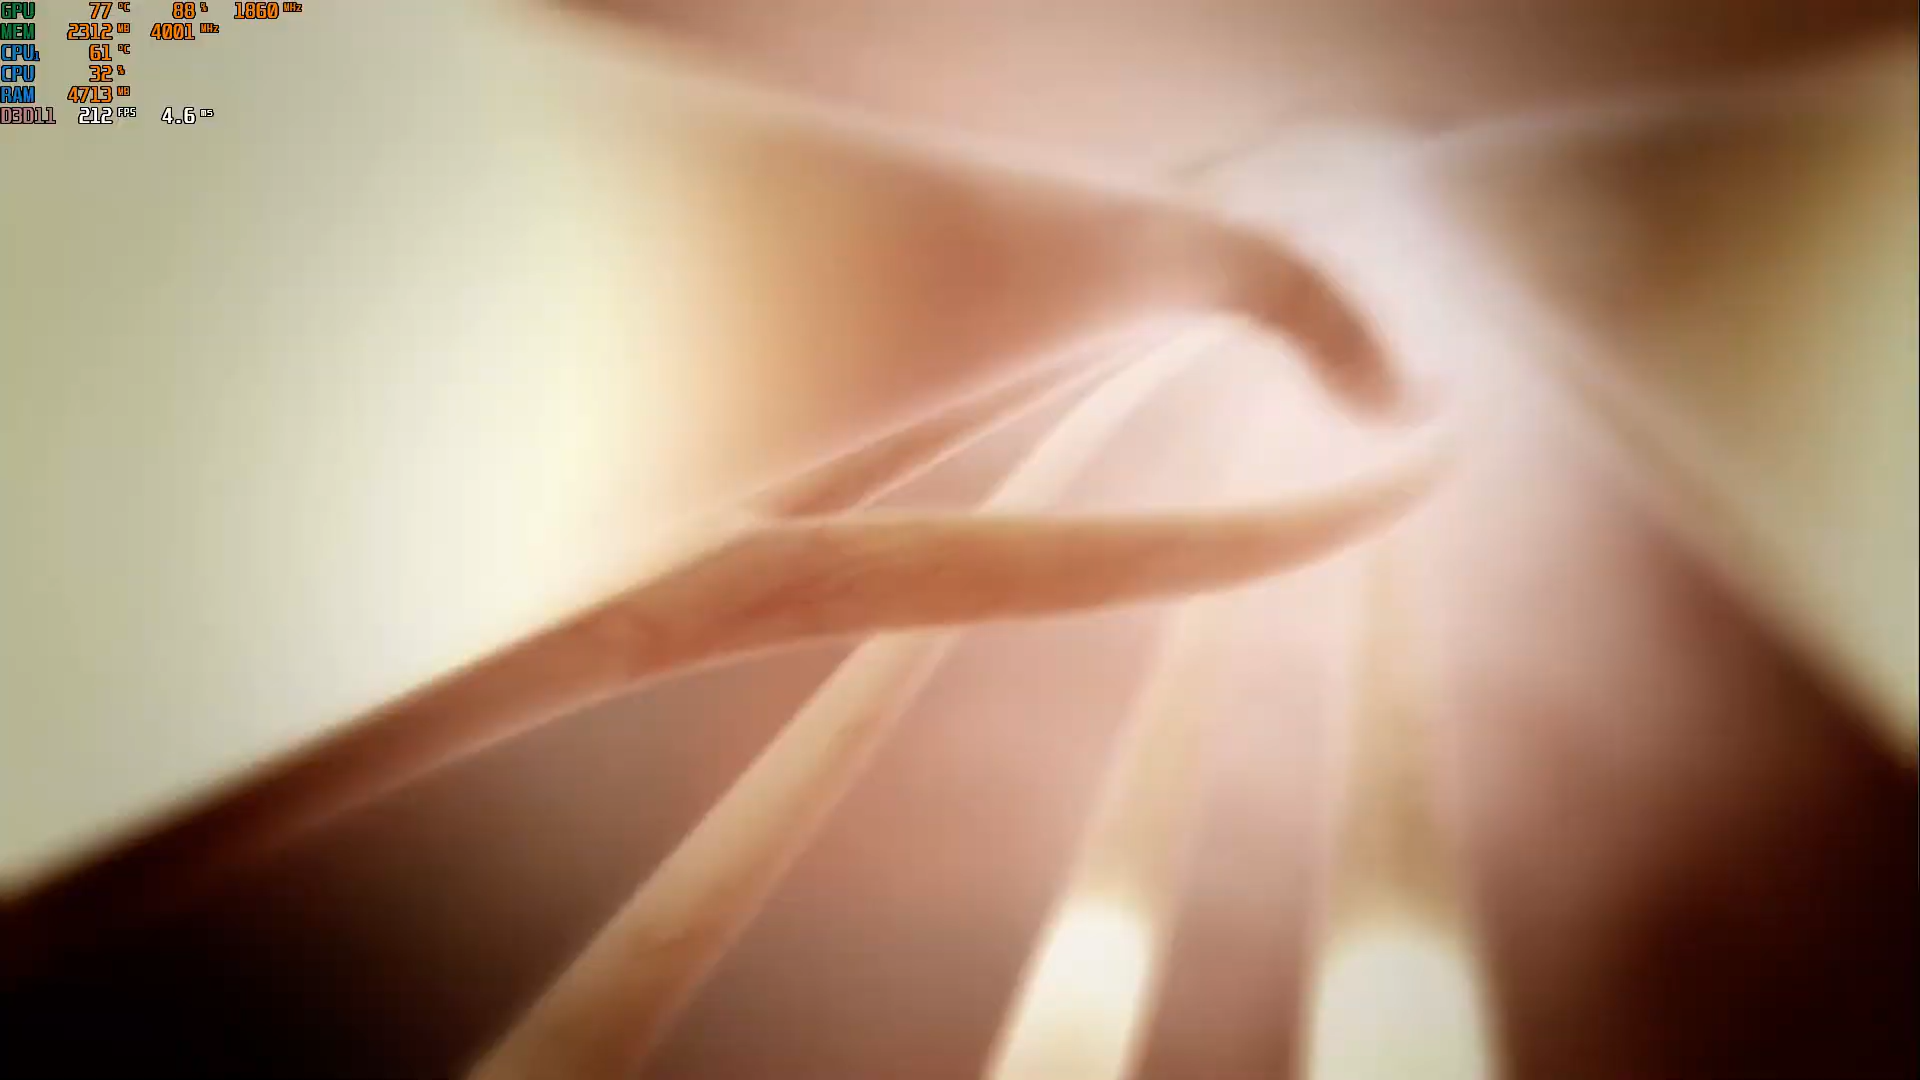 GPU 77 °C 88 % 1860 MHz
MEM 2312 MB 4001 MHz
CPU1 61 °C
CPU 32 %
RAM 4713 MB
D3D11 212 FPS 4.6 ms